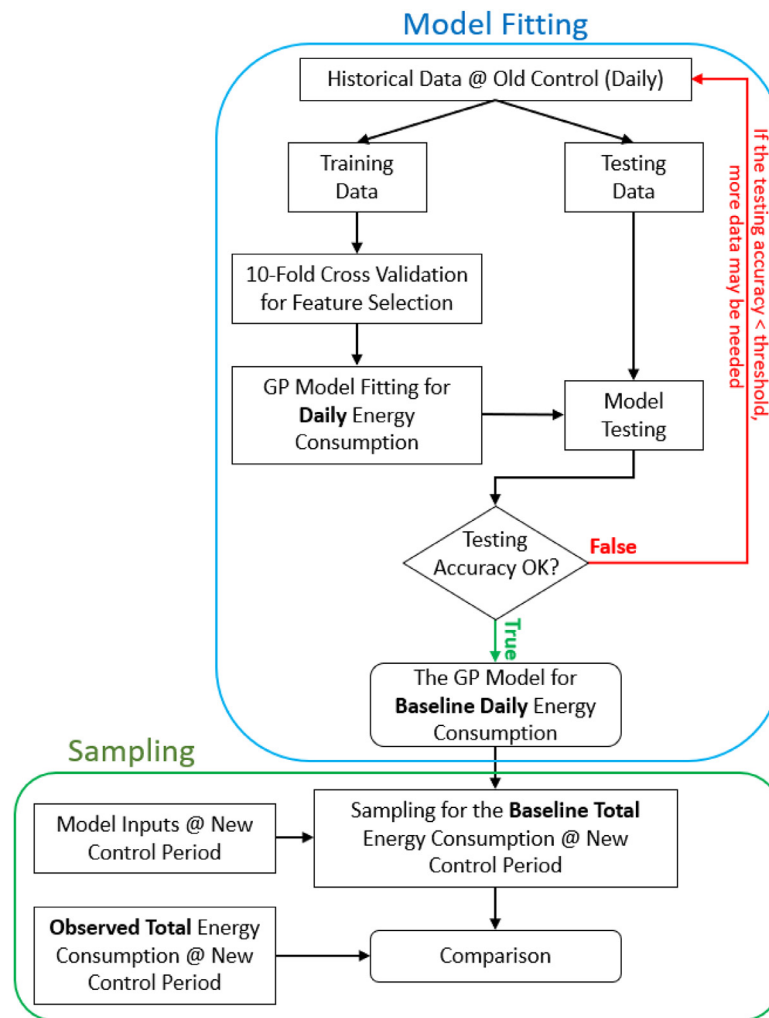 Model Fitting
Historical Data @ Old Control (Daily)
Training
Data
Testing
Data
10-Fold Cross Validation
for Feature Selection
GP Model Fitting for
Daily Energy
Consumption
Model
Testing
If the testing accuracy < threshold,
more data may be needed
Testing
Accuracy OK?
False
True
The GP Model for
Baseline Daily Energy
Consumption
Sampling
Model Inputs @ New
Control Period
Sampling for the Baseline Total
Energy Consumption @ New
Control Period
Observed Total Energy
Consumption @ New
Control Period
Comparison